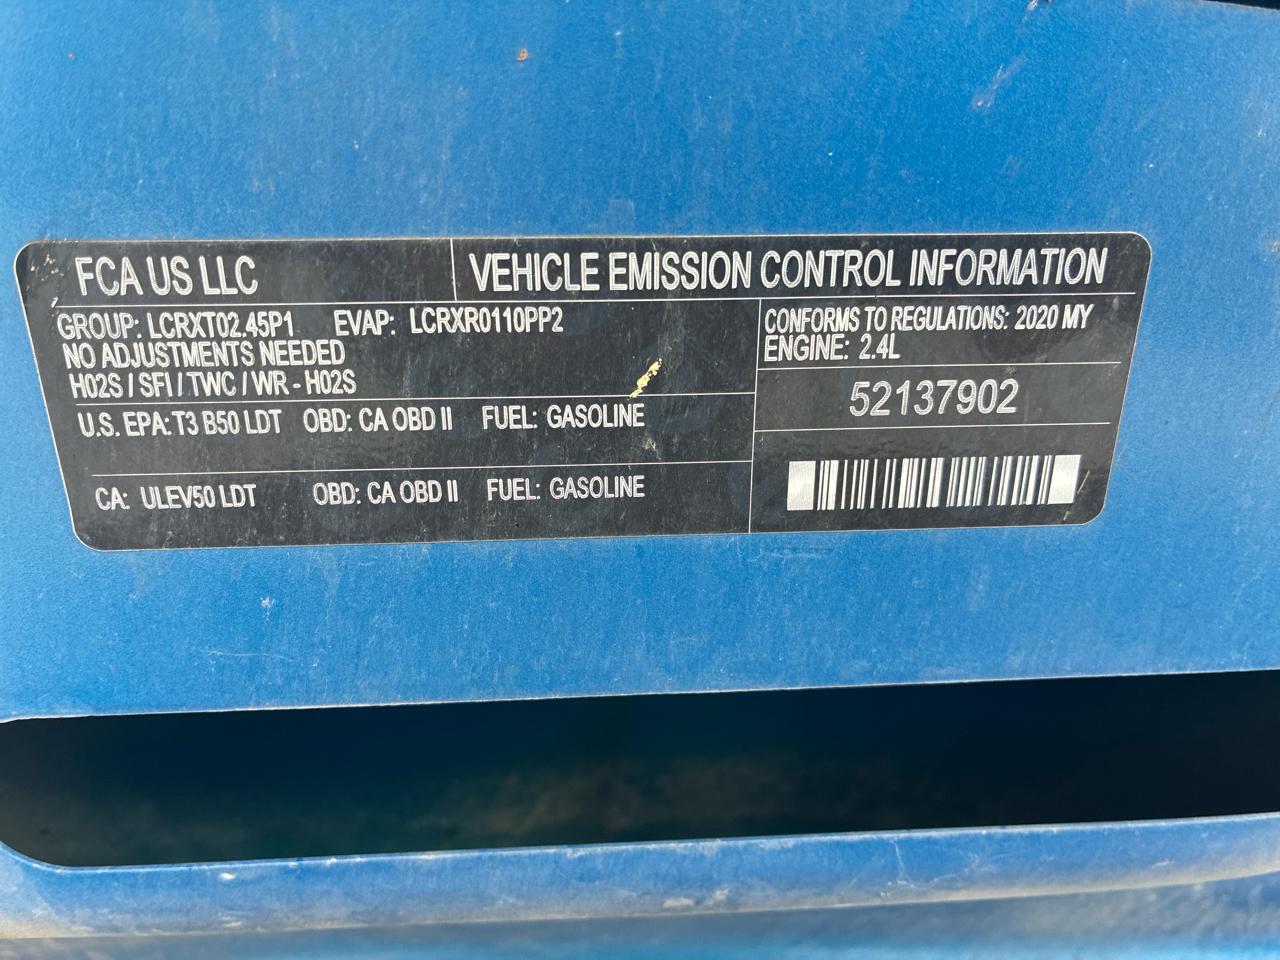 FCA US LLC
VEHICLE EMISSION CONTROL INFORMATION
GROUP: LCRXT02.45P1 EVAP: LCRXR0110PP2
NO ADJUSTMENTS NEEDED
H02S / SFI / TWC / WR - H02S
CONFORMS TO REGULATIONS: 2020 MY
ENGINE: 2.4L
52137902
U.S. EPA: T3 B50 LDT OBD: CA OBD II FUEL: GASOLINE
CA: ULEV50 LDT OBD: CA OBD II FUEL: GASOLINE